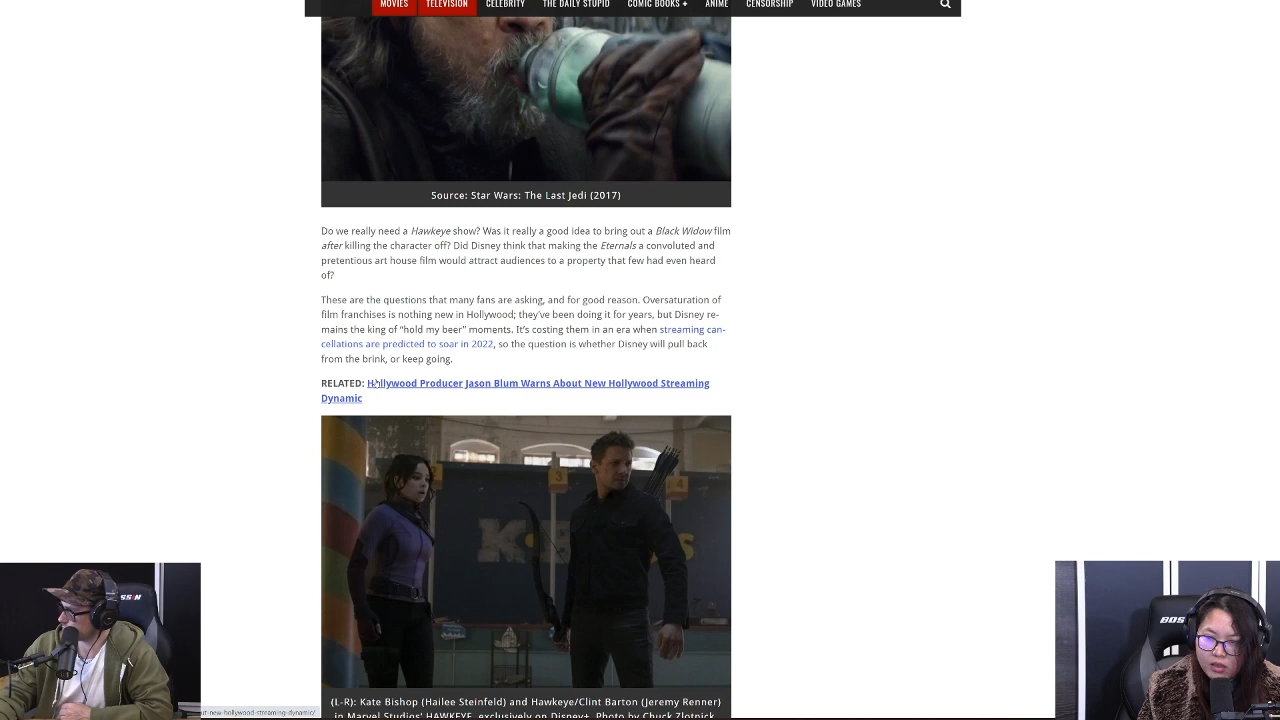 MOVIES TELEVISION CELEBRITY THE DAILY STUPID COMIC BOOKS + ANIME CENSORSHIP VIDEO GAMES
Source: Star Wars: The Last Jedi (2017)
Do we really need a Hawkeye show? Was it really a good idea to bring out a Black Widow film
after killing the character off? Did Disney think that making the Eternals a convoluted and
pretentious art house film would attract audiences to a property that few had even heard
of?
These are the questions that many fans are asking, and for good reason. Oversaturation of
film franchises is nothing new in Hollywood; they’ve been doing it for years, but Disney re-
mains the king of “hold my beer” moments. It’s costing them in an era when streaming can-
cellations are predicted to soar in 2022, so the question is whether Disney will pull back
from the brink, or keep going.
RELATED: Hollywood Producer Jason Blum Warns About New Hollywood Streaming
Dynamic
3
4
(L-R): Kate Bishop (Hailee Steinfeld) and Hawkeye/Clint Barton (Jeremy Renner)
in Marvel Studios' HAWKEYE, exclusively on Disney+. Photo by Chuck Zlotnick.
ut-new-hollywood-streaming-dynamic/